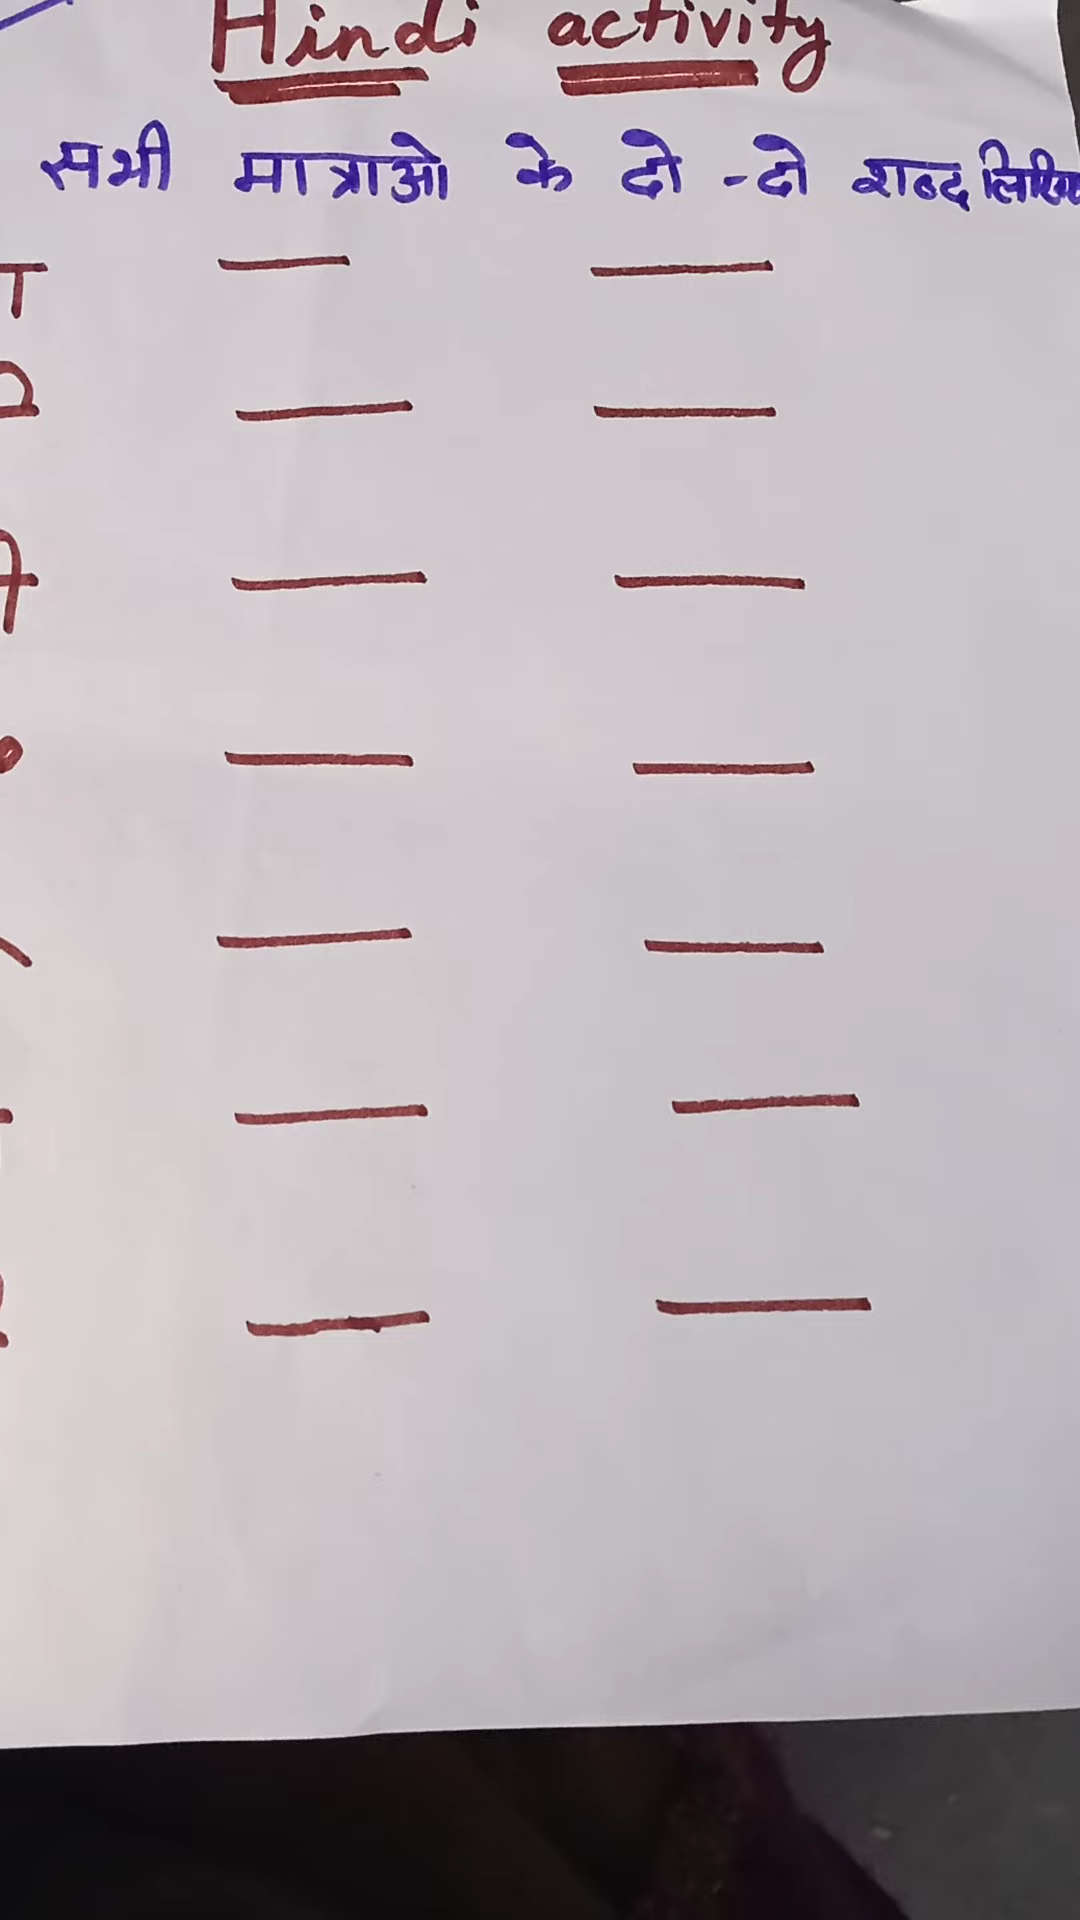 Hindi activity
सभी मात्राओ के दो - दो शब्द
ा
ि
ी